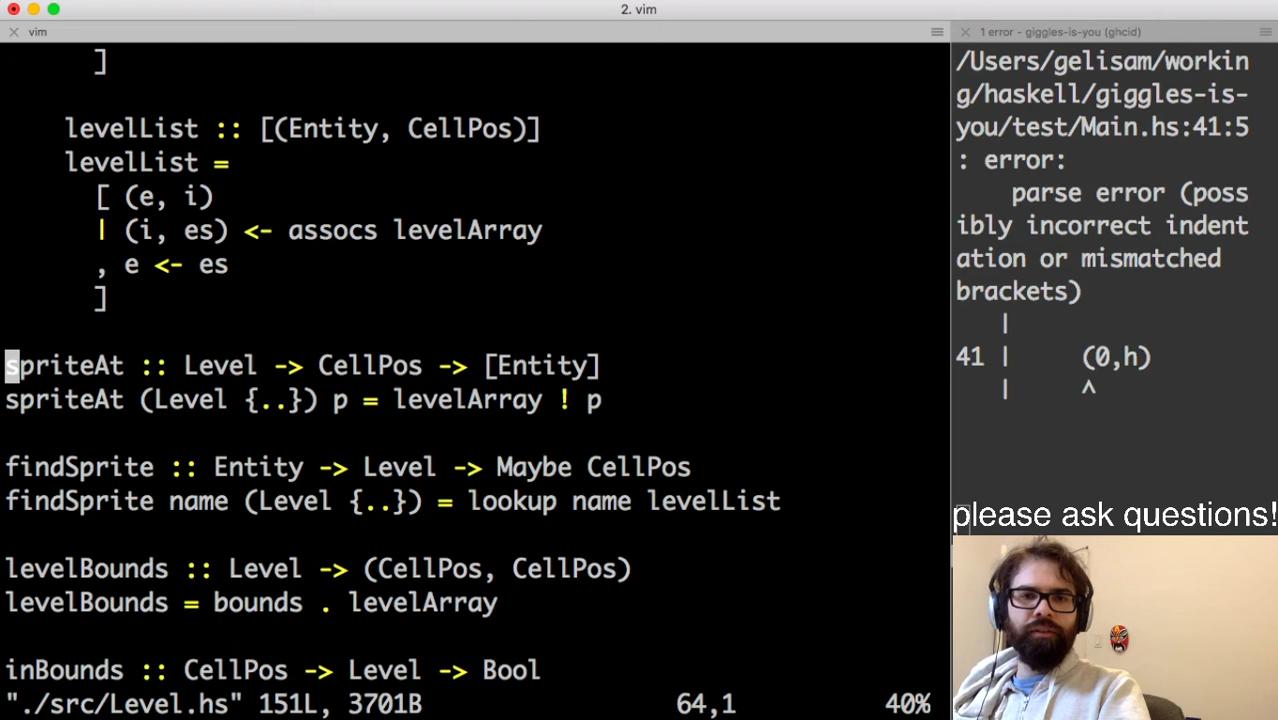 2. vim
vim
1 error - giggles-is-you (ghcid)
]
levelList :: [(Entity, CellPos)]
levelList =
[ (e, i)
| (i, es) <- assocs levelArray
, e <- es
]
spriteAt :: Level -> CellPos -> [Entity]
spriteAt (Level {..}) p = levelArray ! p
findSprite :: Entity -> Level -> Maybe CellPos
findSprite name (Level {..}) = lookup name levelList
levelBounds :: Level -> (CellPos, CellPos)
levelBounds = bounds . levelArray
inBounds :: CellPos -> Level -> Bool
"./src/Level.hs" 151L, 3701B 64,1 40%
/Users/gelisam/workin
g/haskell/giggles-is-
you/test/Main.hs:41:5
: error:
parse error (poss
ibly incorrect indent
ation or mismatched
brackets)
|
41 | (0,h)
| ^
please ask questions!